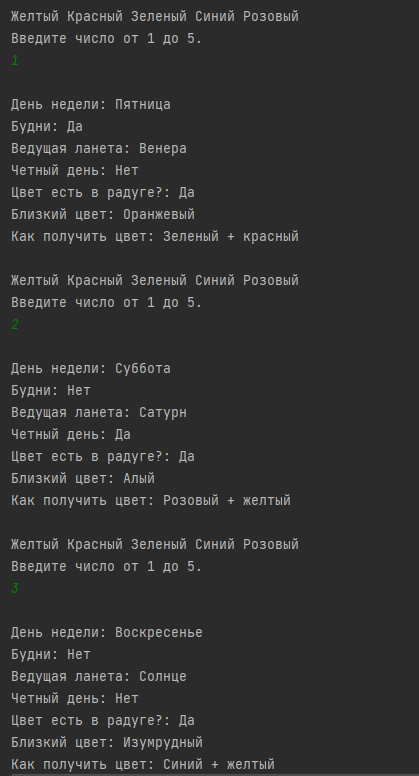 Желтый Красный Зеленый Синий Розовый
Введите число от 1 до 5.
1
День недели: Пятница
Будни: Да
Ведущая ланета: Венера
Четный день: Нет
Цвет есть в радуге?: Да
Близкий цвет: Оранжевый
Как получить цвет: Зеленый + красный
Желтый Красный Зеленый Синий Розовый
Введите число от 1 до 5.
2
День недели: Суббота
Будни: Нет
Ведущая ланета: Сатурн
Четный день: Да
Цвет есть в радуге?: Да
Близкий цвет: Алый
Как получить цвет: Розовый + желтый
Желтый Красный Зеленый Синий Розовый
Введите число от 1 до 5.
3
День недели: Воскресенье
Будни: Нет
Ведущая ланета: Солнце
Четный день: Нет
Цвет есть в радуге?: Да
Близкий цвет: Изумрудный
Как получить цвет: Синий + желтый